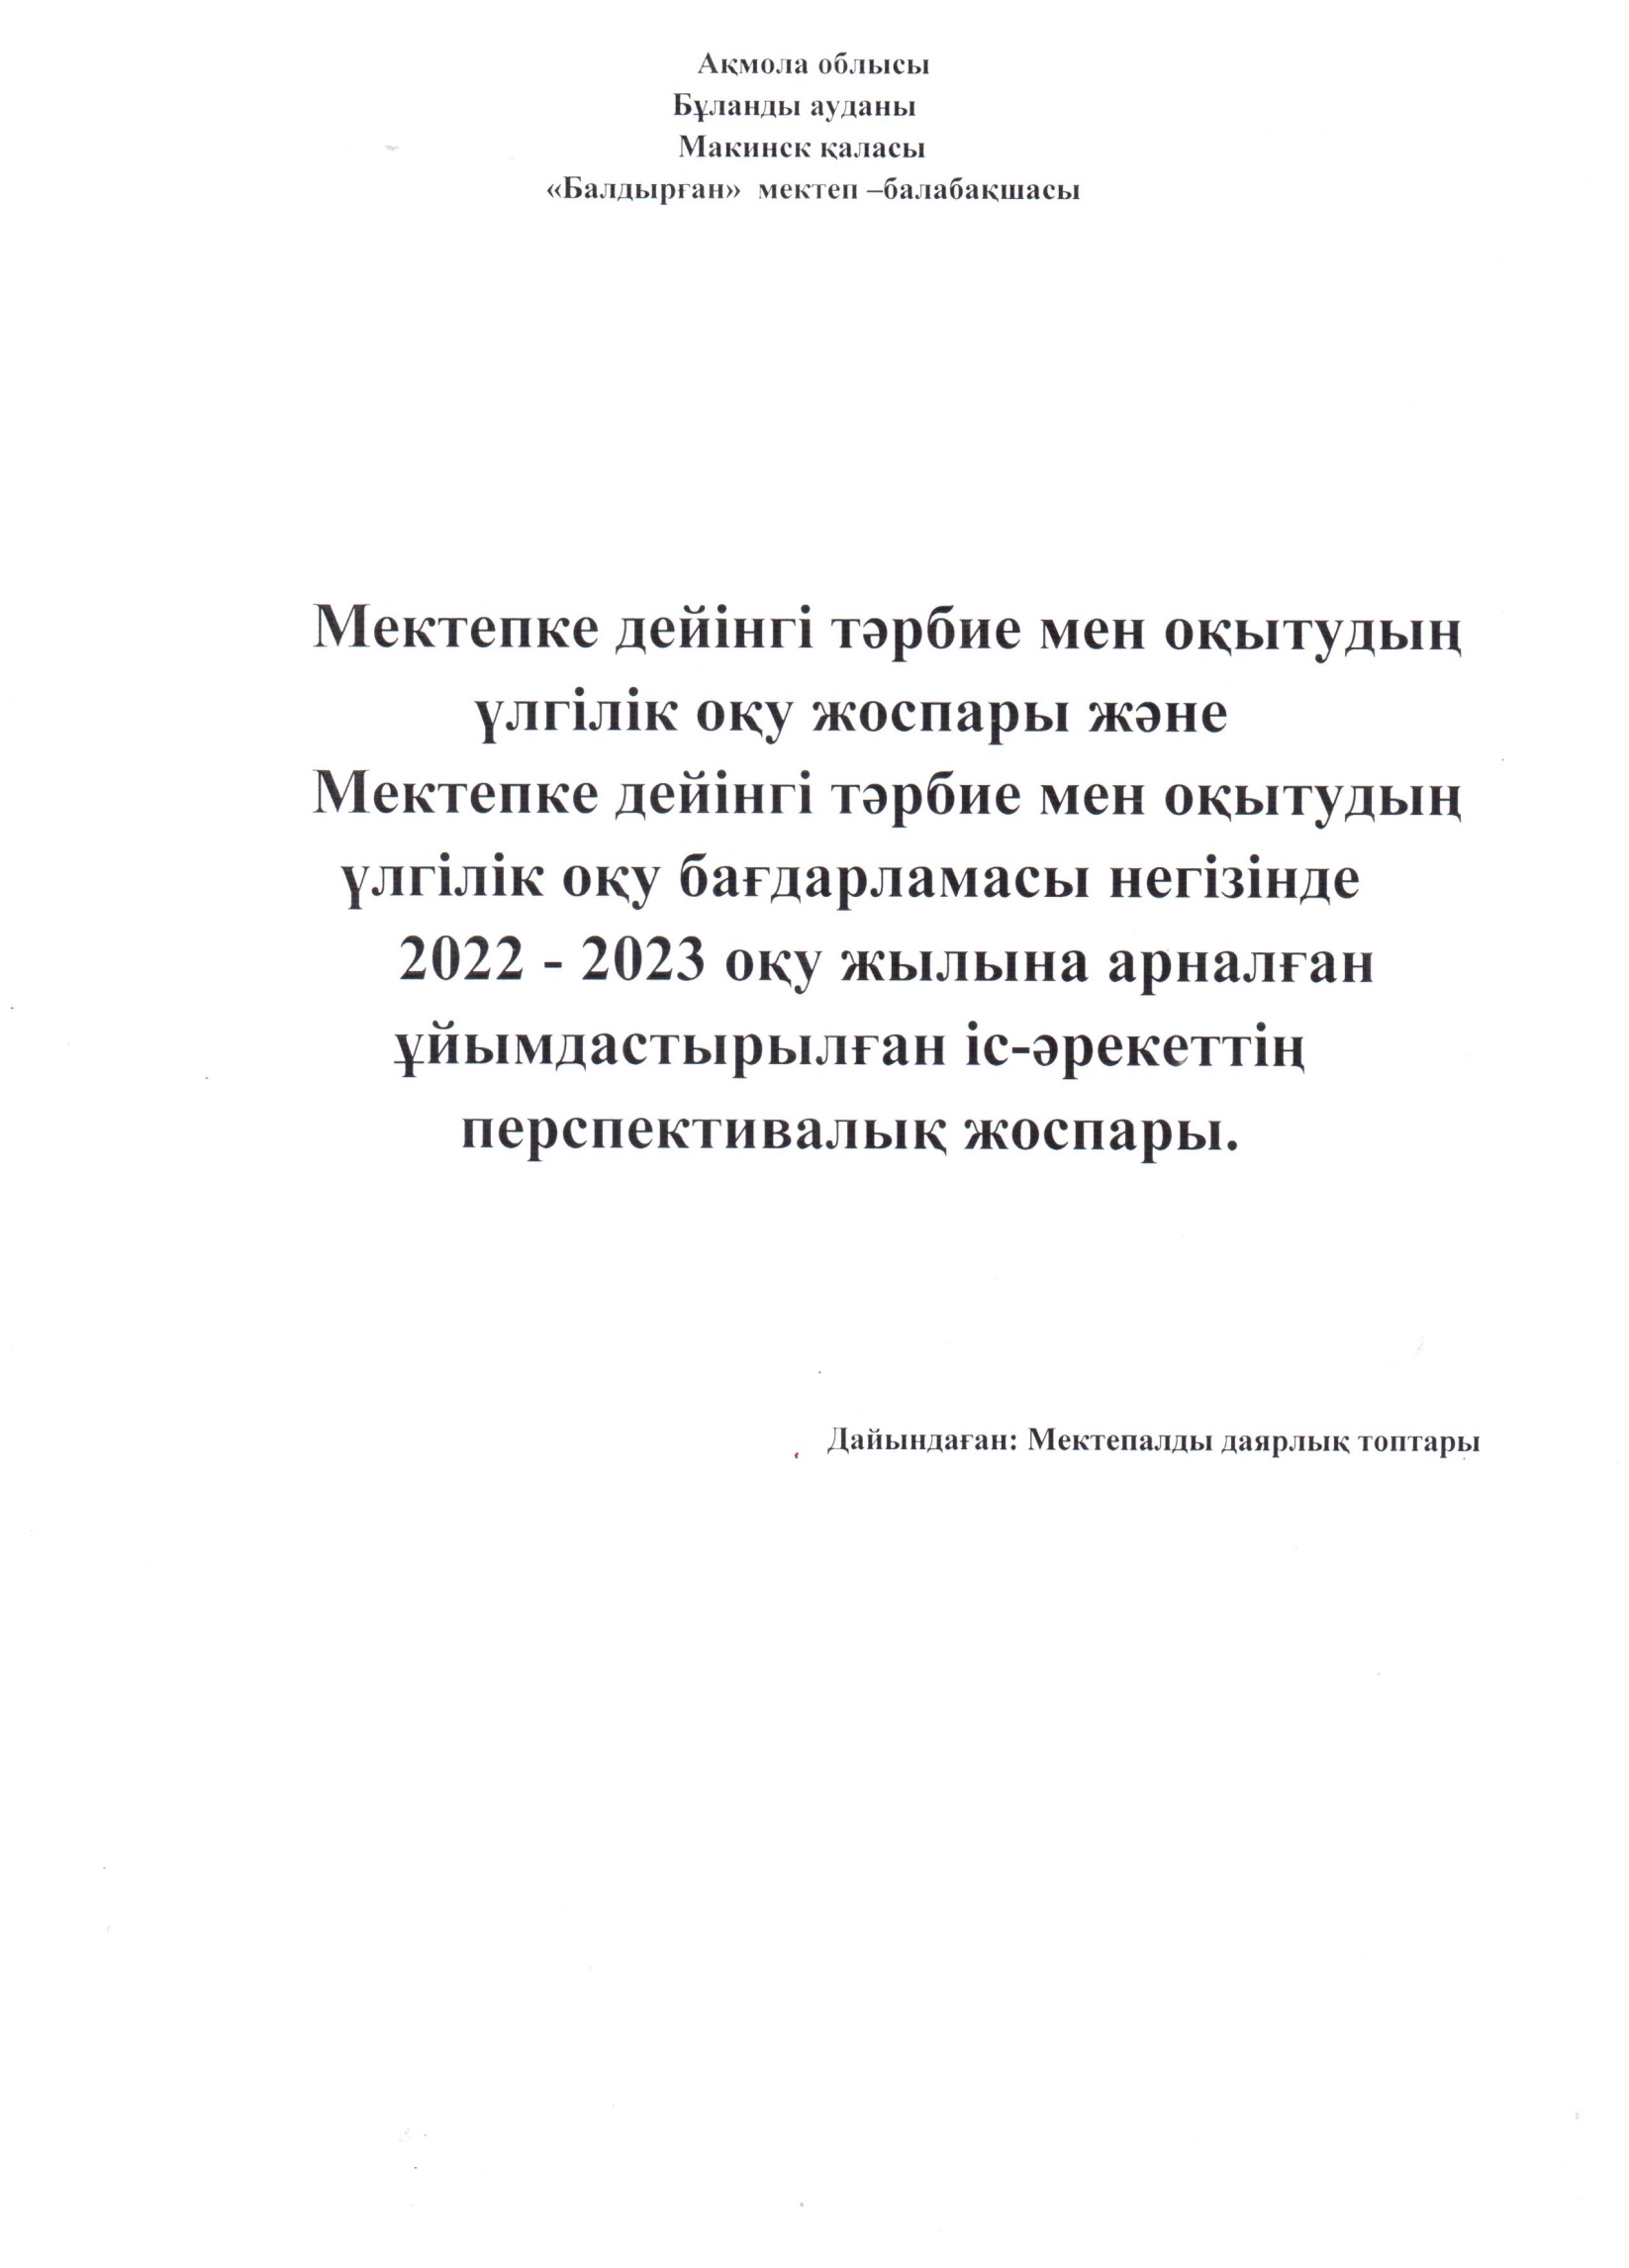 Ақмола облысы
Бұланды ауданы
Макинск қаласы
«Балдырған»  мектеп –балабақшасы
Мектепке дейінгі тәрбие мен оқытудың
үлгілік оқу жоспары және
Мектепке дейінгі тәрбие мен оқытудың
үлгілік оқу бағдарламасы негізінде
2022 - 2023 оқу жылына арналған
ұйымдастырылған іс-әрекеттің
перспективалық жоспары.
Дайындаған: Мектепалды даярлық топтары